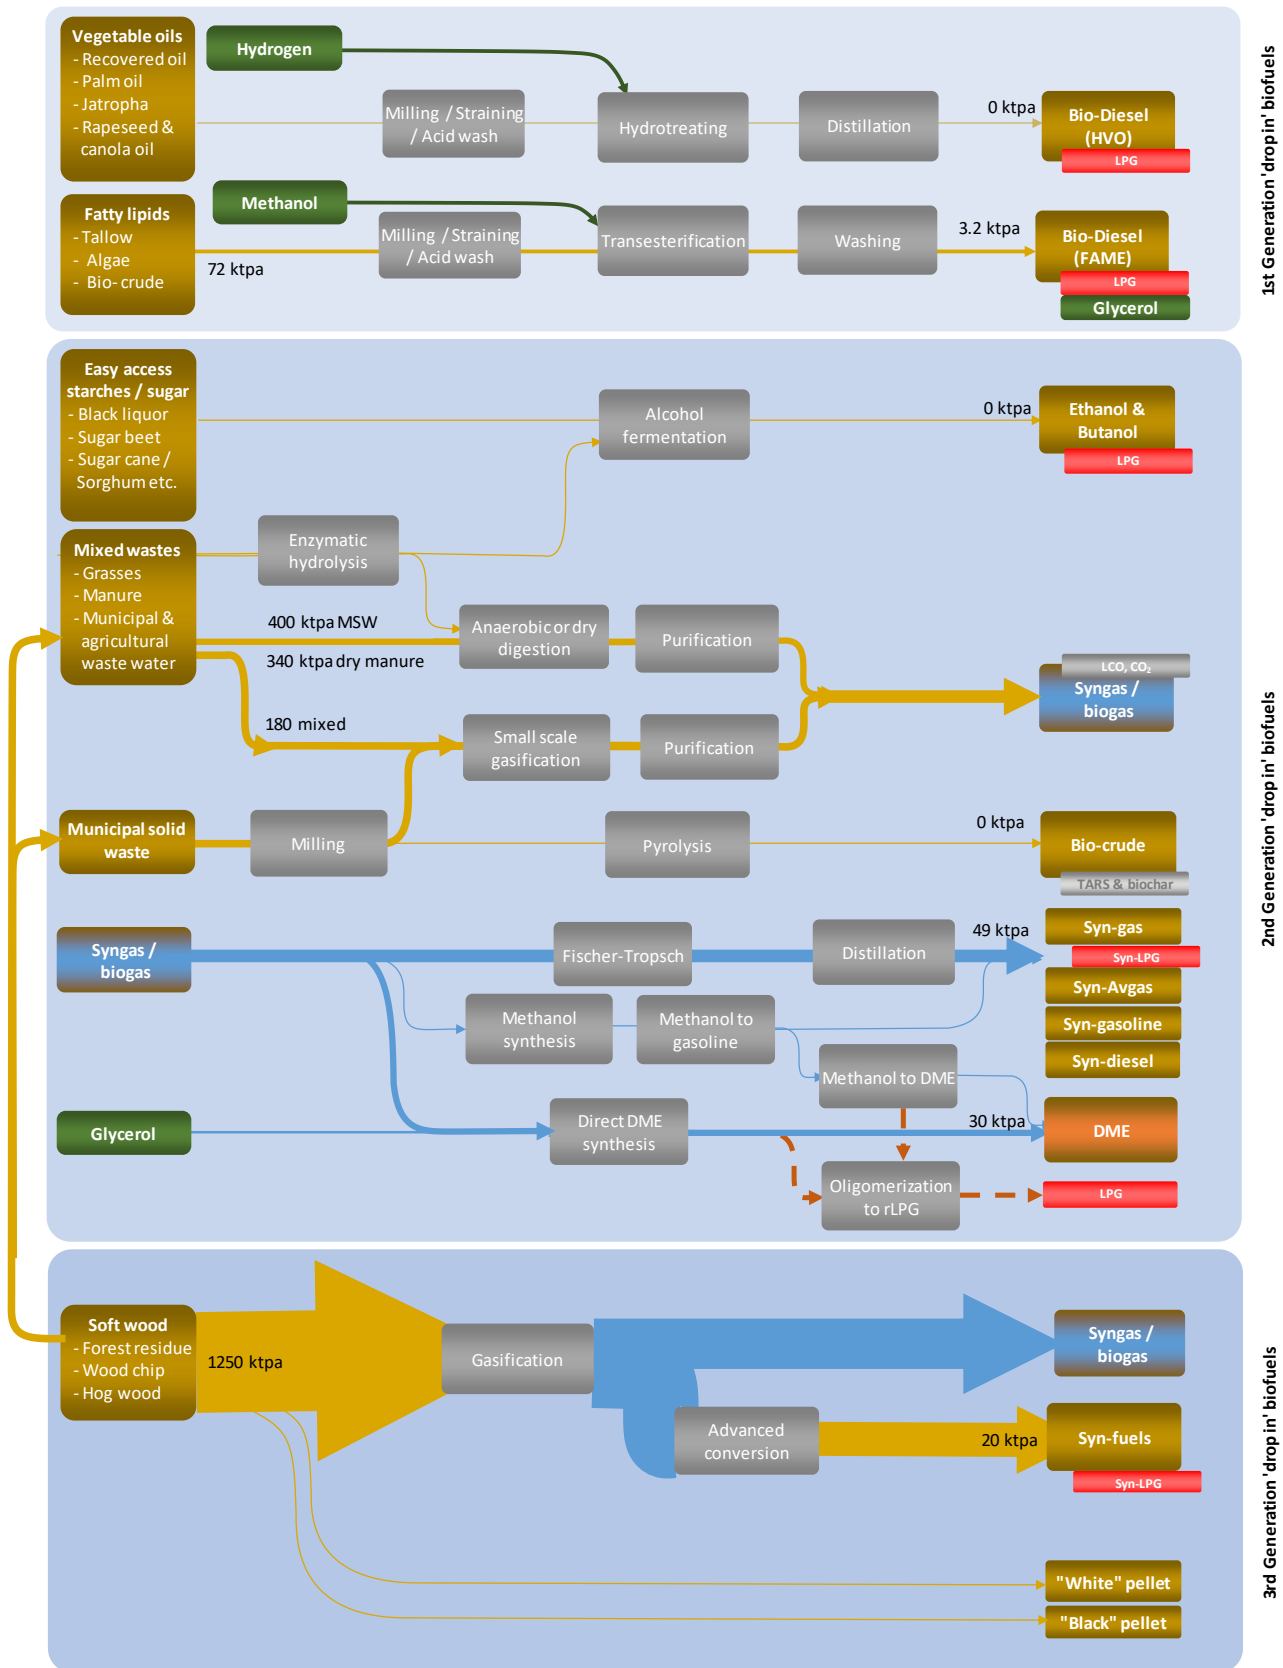 Vegetable oils
- Recovered oil
- Palm oil
- Jatropha
- Rapeseed &
canola oil
Hydrogen
Milling / Straining
/ Acid wash
Hydrotreating
Distillation
0 ktpa
Bio-Diesel
(HVO)
LPG
Fatty lipids
- Tallow
- Algae
- Bio-crude
Methanol
72 ktpa
Milling / Straining
/ Acid wash
Transesterification
Washing
3.2 ktpa
Bio-Diesel
(FAME)
LPG
Glycerol
1st Generation 'drop in' biofuels
Easy access
starches / sugar
- Black liquor
- Sugar beet
- Sugar cane /
Sorghum etc.
Alcohol
fermentation
0 ktpa
Ethanol &
Butanol
LPG
Mixed wastes
- Grasses
- Manure
- Municipal &
agricultural
waste water
Enzymatic
hydrolysis
400 ktpa MSW
340 ktpa dry manure
Anaerobic or dry
digestion
Purification
LCO, CO₂
Syngas /
biogas
180 mixed
Small scale
gasification
Purification
Municipal solid
waste
Milling
Pyrolysis
0 ktpa
Bio-crude
TARS & biochar
Syngas /
biogas
Fischer-Tropsch
Distillation
49 ktpa
Syn-gas
Syn-LPG
Syn-Avgas
Syn-gasoline
Syn-diesel
Methanol
synthesis
Methanol to
gasoline
Methanol to DME
Glycerol
Direct DME
synthesis
30 ktpa
DME
Oligomerization
to rLPG
LPG
2nd Generation 'drop in' biofuels
Soft wood
- Forest residue
- Wood chip
- Hog wood
1250 ktpa
Gasification
Syngas /
biogas
Advanced
conversion
20 ktpa
Syn-fuels
Syn-LPG
"White" pellet
"Black" pellet
3rd Generation 'drop in' biofuels